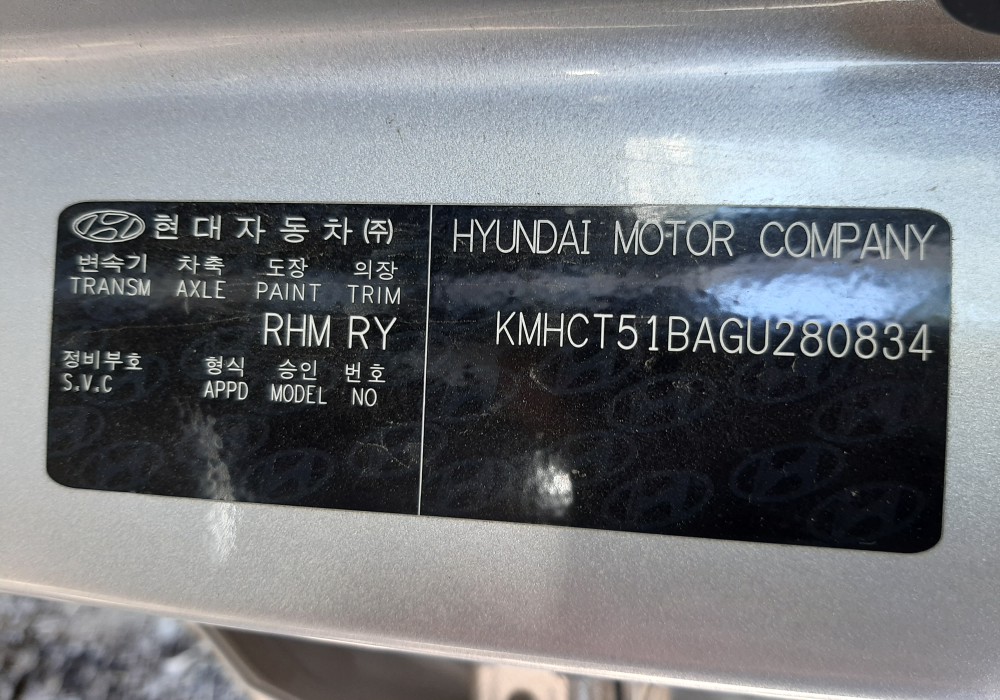 현대자동차㈜
변속기 차축 도장 의장
TRANSM AXLE PAINT TRIM
RHM RY
정비부호 형식 승인 번호
S.V.C APPD MODEL NO
HYUNDAI MOTOR COMPANY
KMHCT51BAGU280834